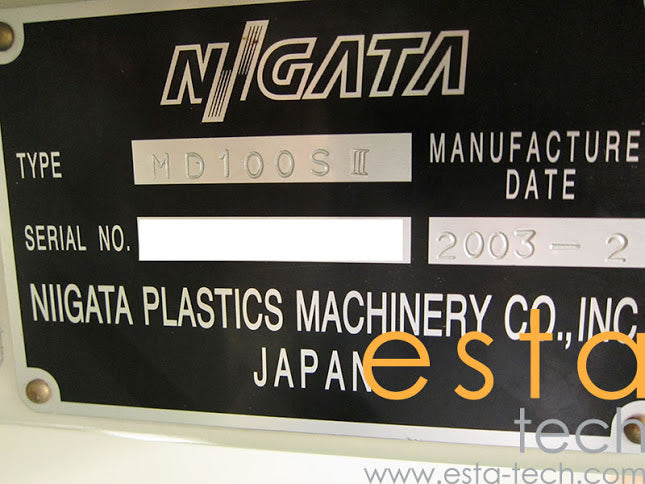 NIIGATA
TYPE MD100SⅢ
MANUFACTURE
DATE
SERIAL NO.
2003-2
NIIGATA PLASTICS MACHINERY CO.,INC
JAPAN
esta
tech
www.esta-tech.com